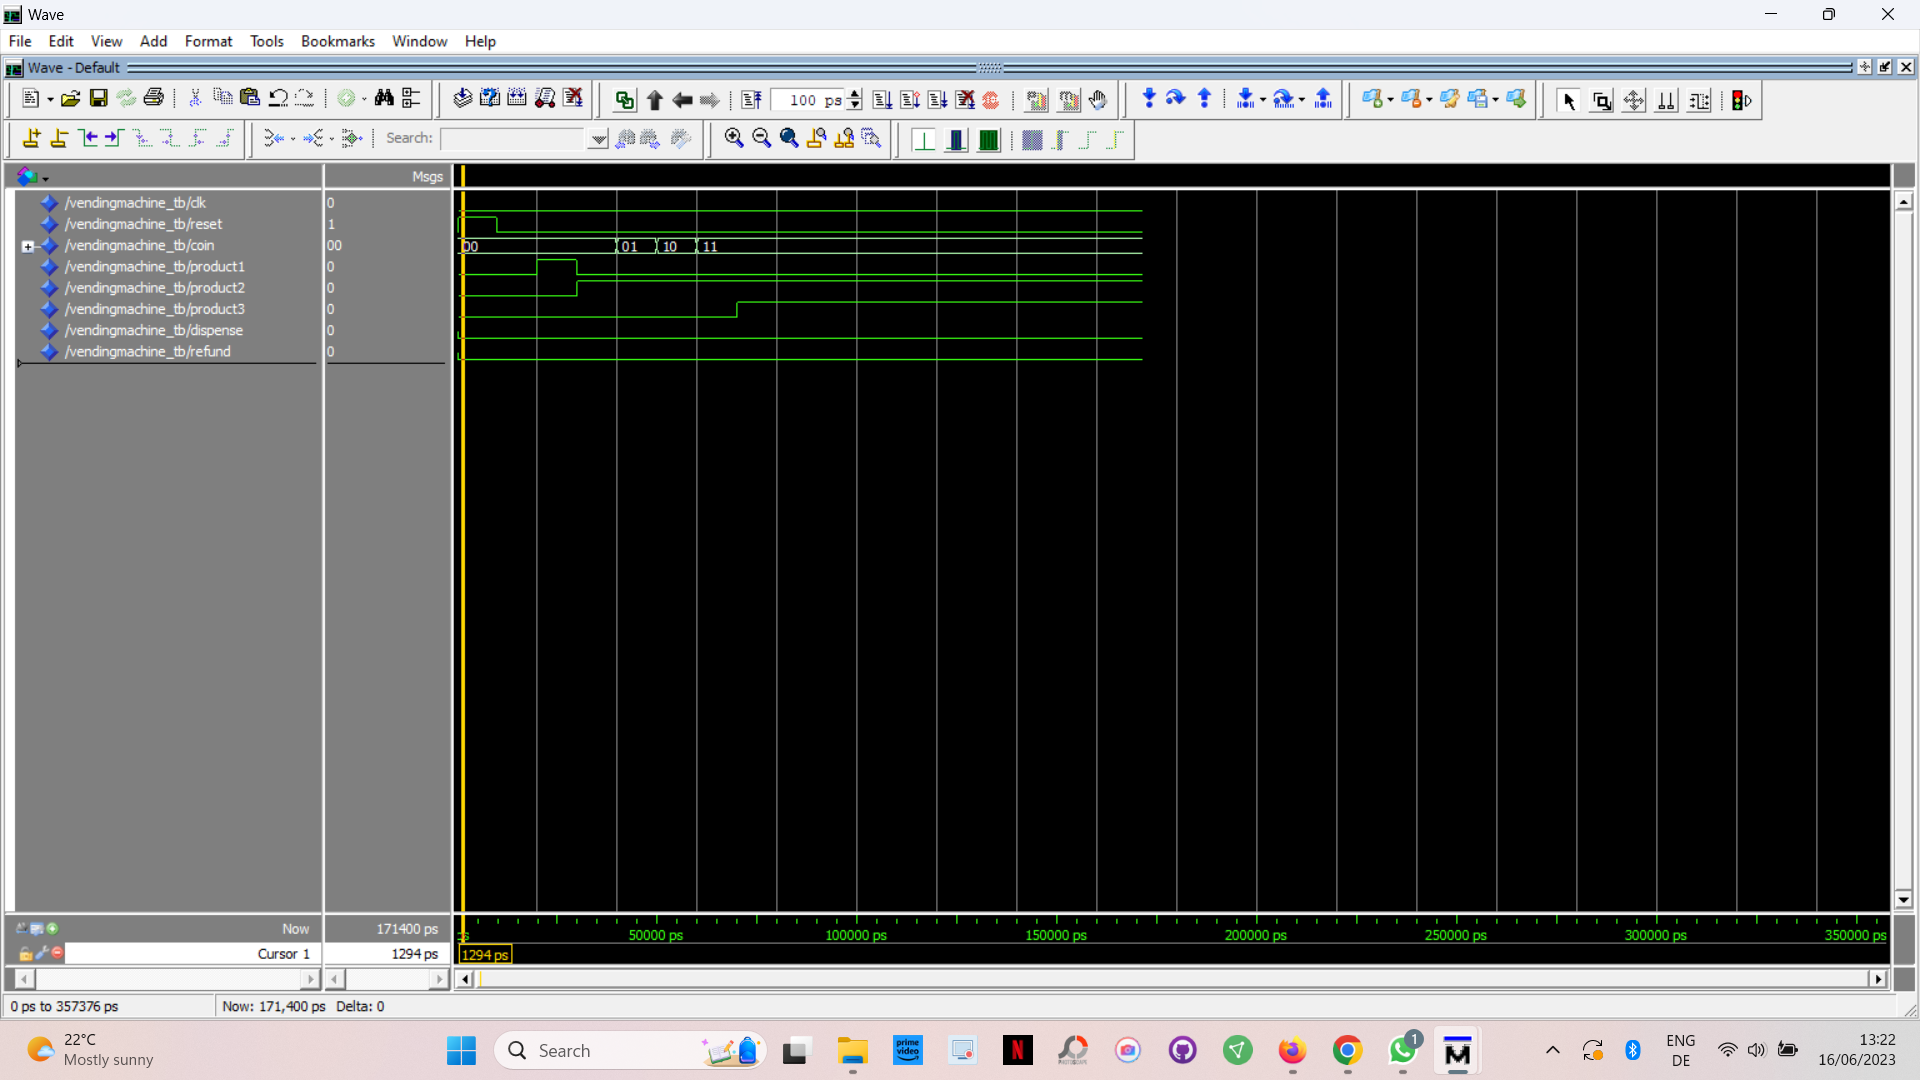 Wave
File Edit View Add Format Tools Bookmarks Window Help
Wave - Default
100 ps
Search:
Msgs
/vendingmachine_tb/clk 0
/vendingmachine_tb/reset 1
/vendingmachine_tb/coin 00 00 01 10 11
/vendingmachine_tb/product1 0
/vendingmachine_tb/product2 0
/vendingmachine_tb/product3 0
/vendingmachine_tb/dispense 0
/vendingmachine_tb/refund 0
Now 171400 ps 50000 ps 100000 ps 150000 ps 200000 ps 250000 ps 300000 ps 350000 ps
Cursor 1 1294 ps 1294 ps
0 ps to 357376 ps Now: 171,400 ps Delta: 0
22°C
Mostly sunny
Search
prime video
N
1
M
ENG
DE
13:22
16/06/2023